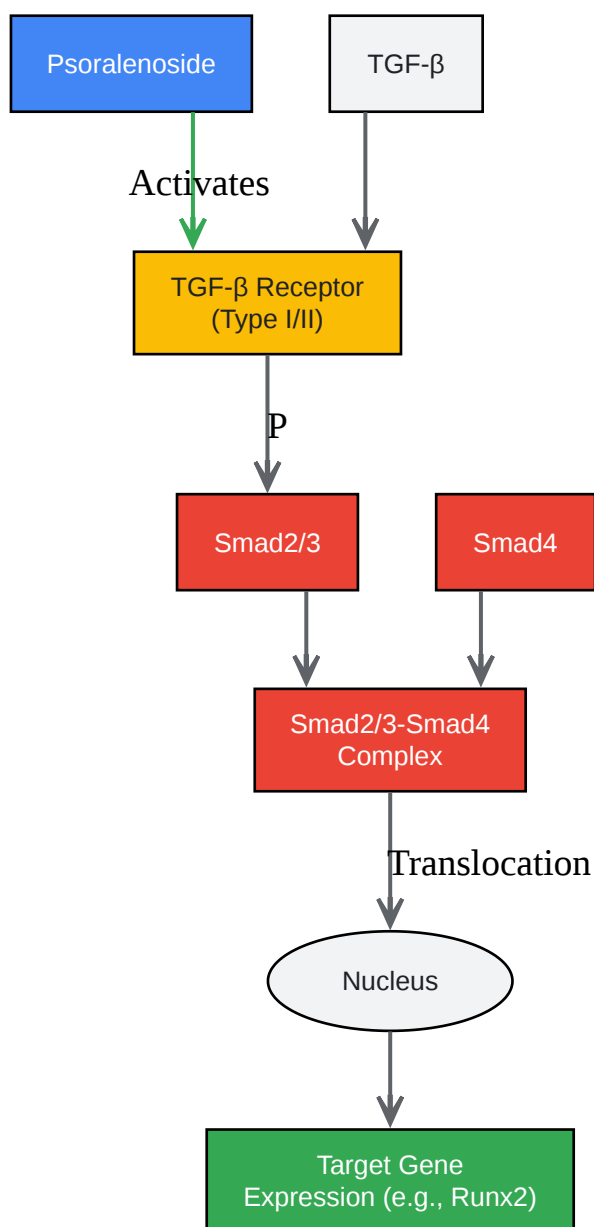 Psoralenoside
TGF-β
Activates
TGF-β Receptor
(Type I/II)
P
Smad2/3
Smad4
Smad2/3-Smad4
Complex
Translocation
Nucleus
Target Gene
Expression (e.g., Runx2)